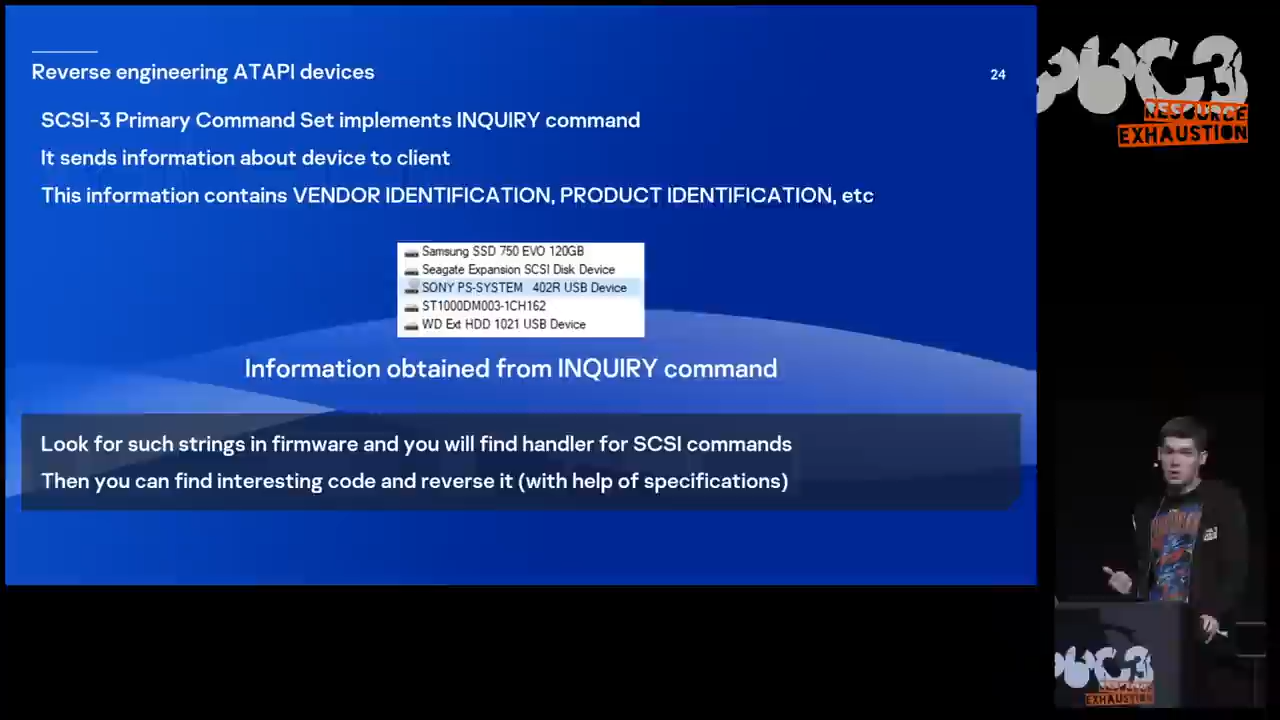 Reverse engineering ATAPI devices
24
SCSI-3 Primary Command Set implements INQUIRY command
It sends information about device to client
This information contains VENDOR IDENTIFICATION, PRODUCT IDENTIFICATION, etc
Samsung SSD 750 EVO 120GB
Seagate Expansion SCSI Disk Device
SONY PS-SYSTEM 402R USB Device
ST1000DM003-1CH162
WD Ext HDD 1021 USB Device
Information obtained from INQUIRY command
Look for such strings in firmware and you will find handler for SCSI commands
Then you can find interesting code and reverse it (with help of specifications)
36C3
RESOURCE
EXHAUSTION
36C3
RESOURCE
EXHAUSTION